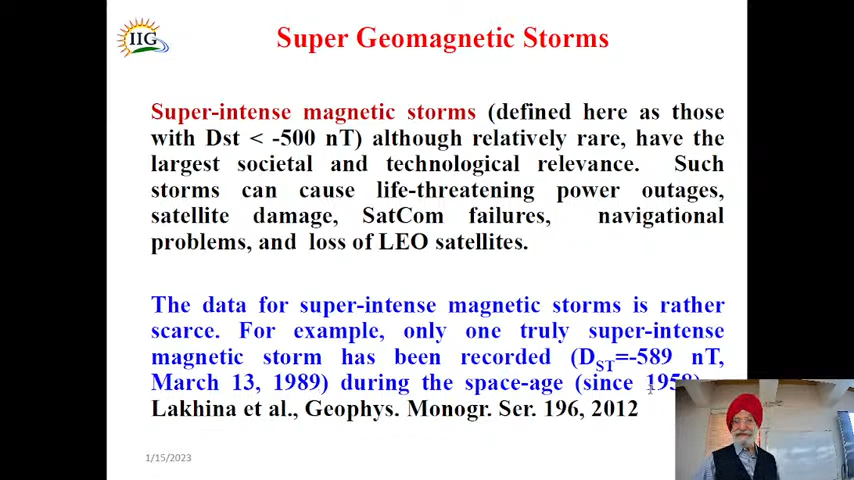 IIG
Super Geomagnetic Storms
Super-intense magnetic storms (defined here as those
with Dst < -500 nT) although relatively rare, have the
largest societal and technological relevance. Such
storms can cause life-threatening power outages,
satellite damage, SatCom failures, navigational
problems, and loss of LEO satellites.
The data for super-intense magnetic storms is rather
scarce. For example, only one truly super-intense
magnetic storm has been recorded (DST=-589 nT,
March 13, 1989) during the space-age (since 1958)
Lakhina et al., Geophys. Monogr. Ser. 196, 2012
1/15/2023